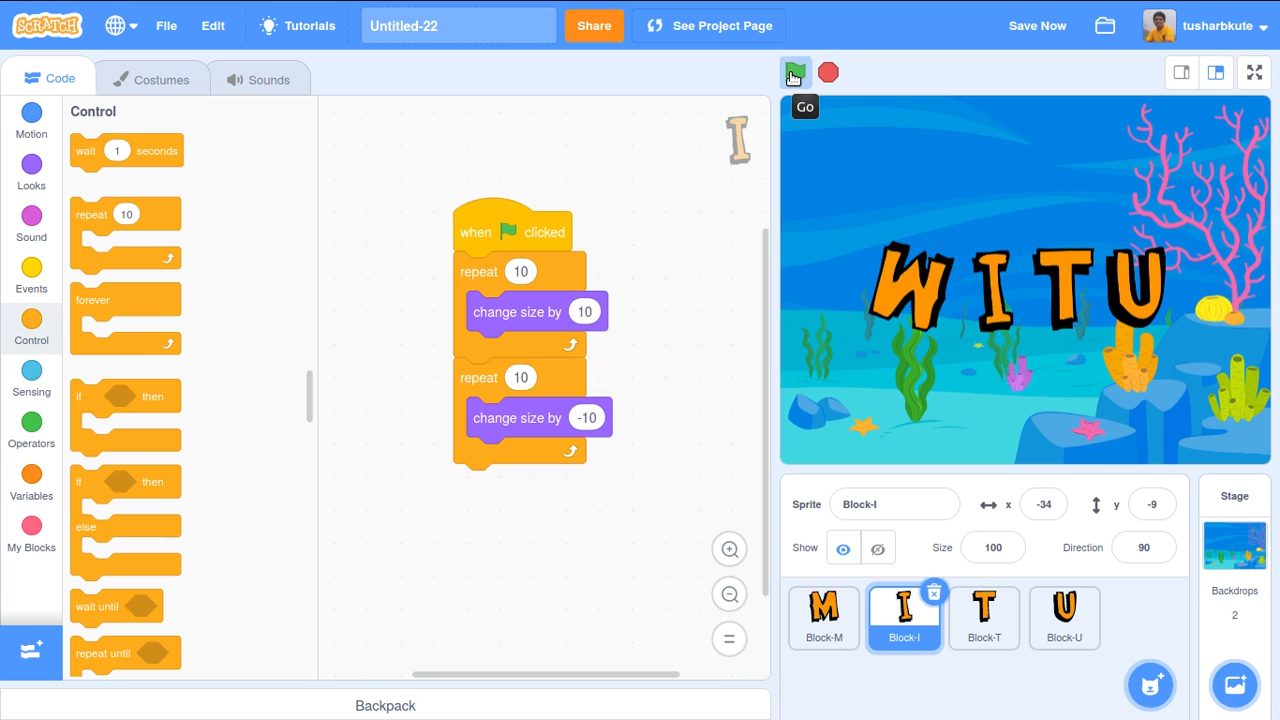 SCRATCH
File
Edit
Tutorials
Untitled-22
Share
See Project Page
Save Now
tusharbkute
Code
Costumes
Sounds
Go
Motion
Looks
Sound
Events
Control
Sensing
Operators
Variables
My Blocks
Control
wait 1 seconds
repeat 10
forever
if then
if then
else
wait until
repeat until
I
when clicked
repeat 10
change size by 10
repeat 10
change size by -10
Backpack
W I T U
Sprite Block-I x -34 y -9
Show Size 100 Direction 90
M I T U
Block-M Block-I Block-T Block-U
Stage
Backdrops
2